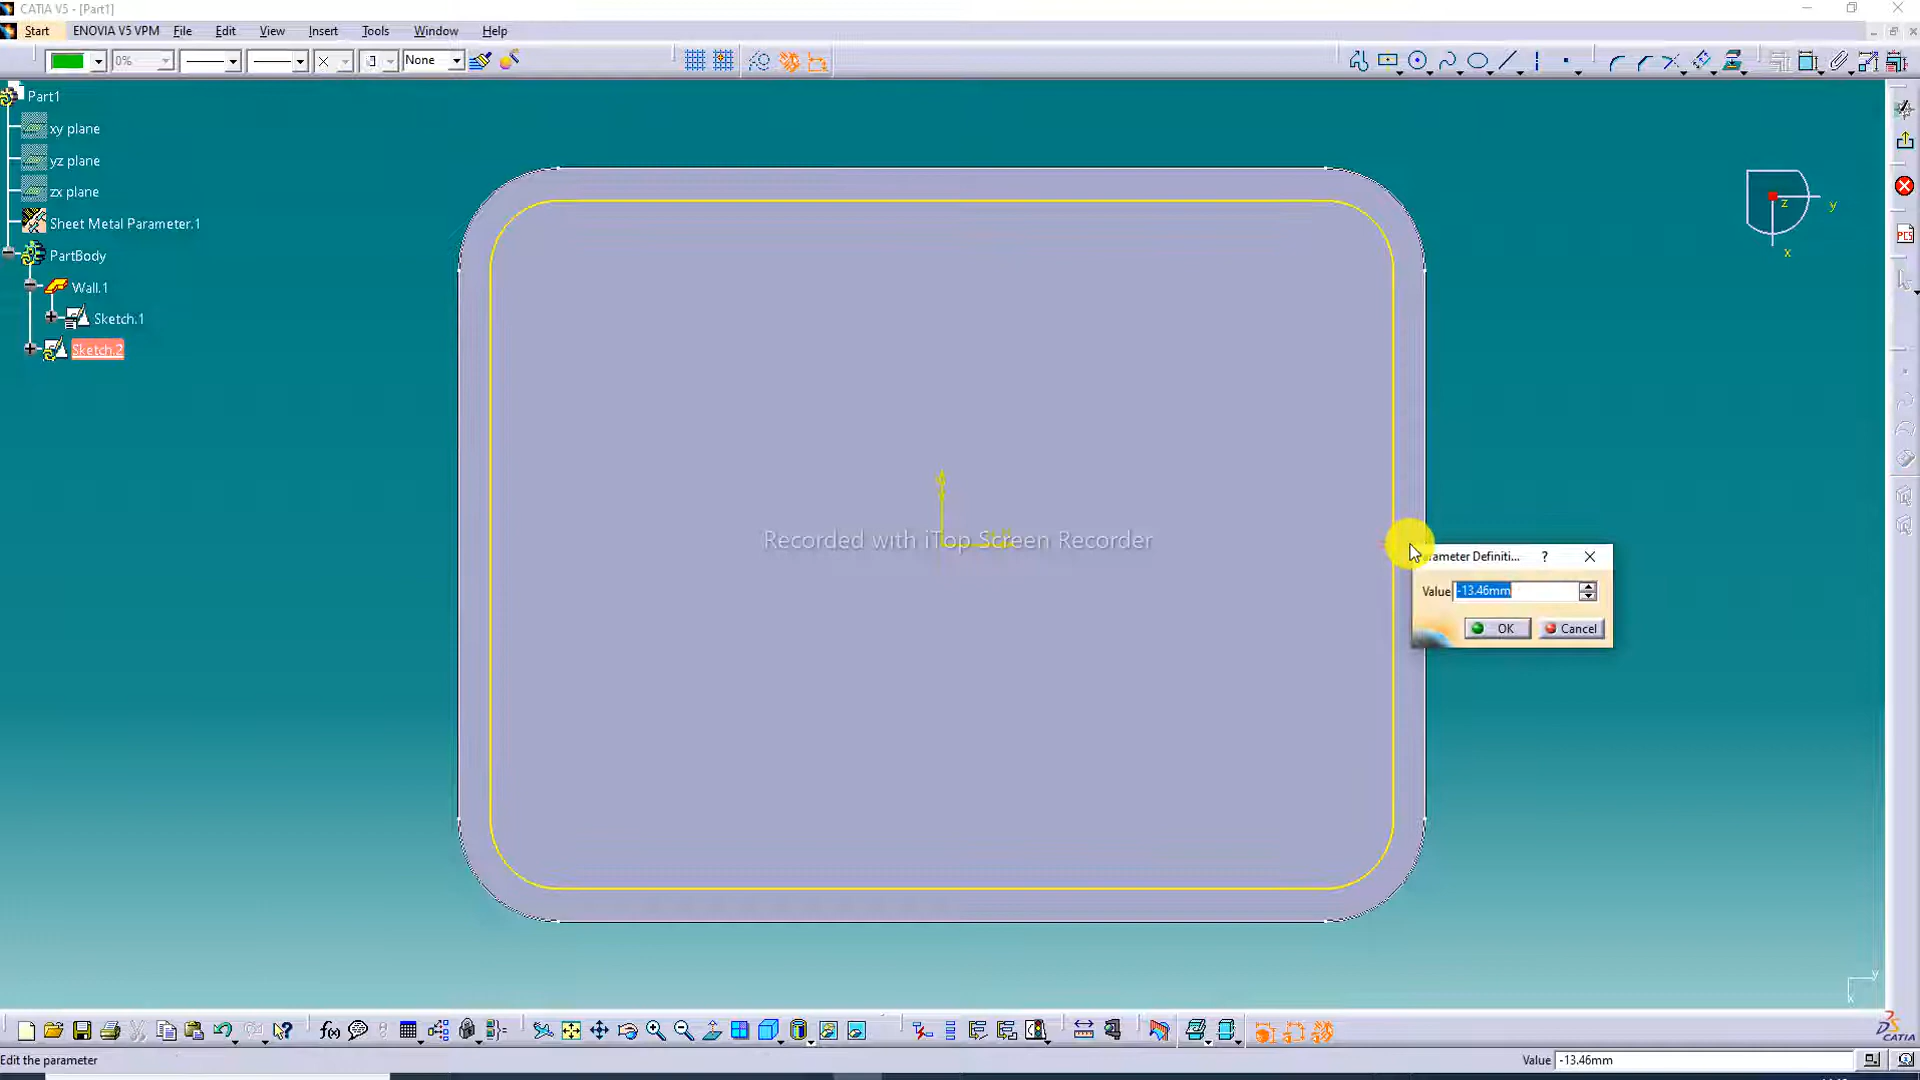 CATIA V5 - [Part1]
Start ENOVIA V5 VPM File Edit View Insert Tools Window Help
0% None
Part1
xy plane
yz plane
zx plane
Sheet Metal Parameter.1
PartBody
Wall.1
Sketch.1
Sketch.2
z
y
x
Recorded with iTop Screen Recorder
rameter Definiti... ?
Value -13.46mm
OK Cancel
y
x
f(x)
CATIA
Edit the parameter
Value -13.46mm